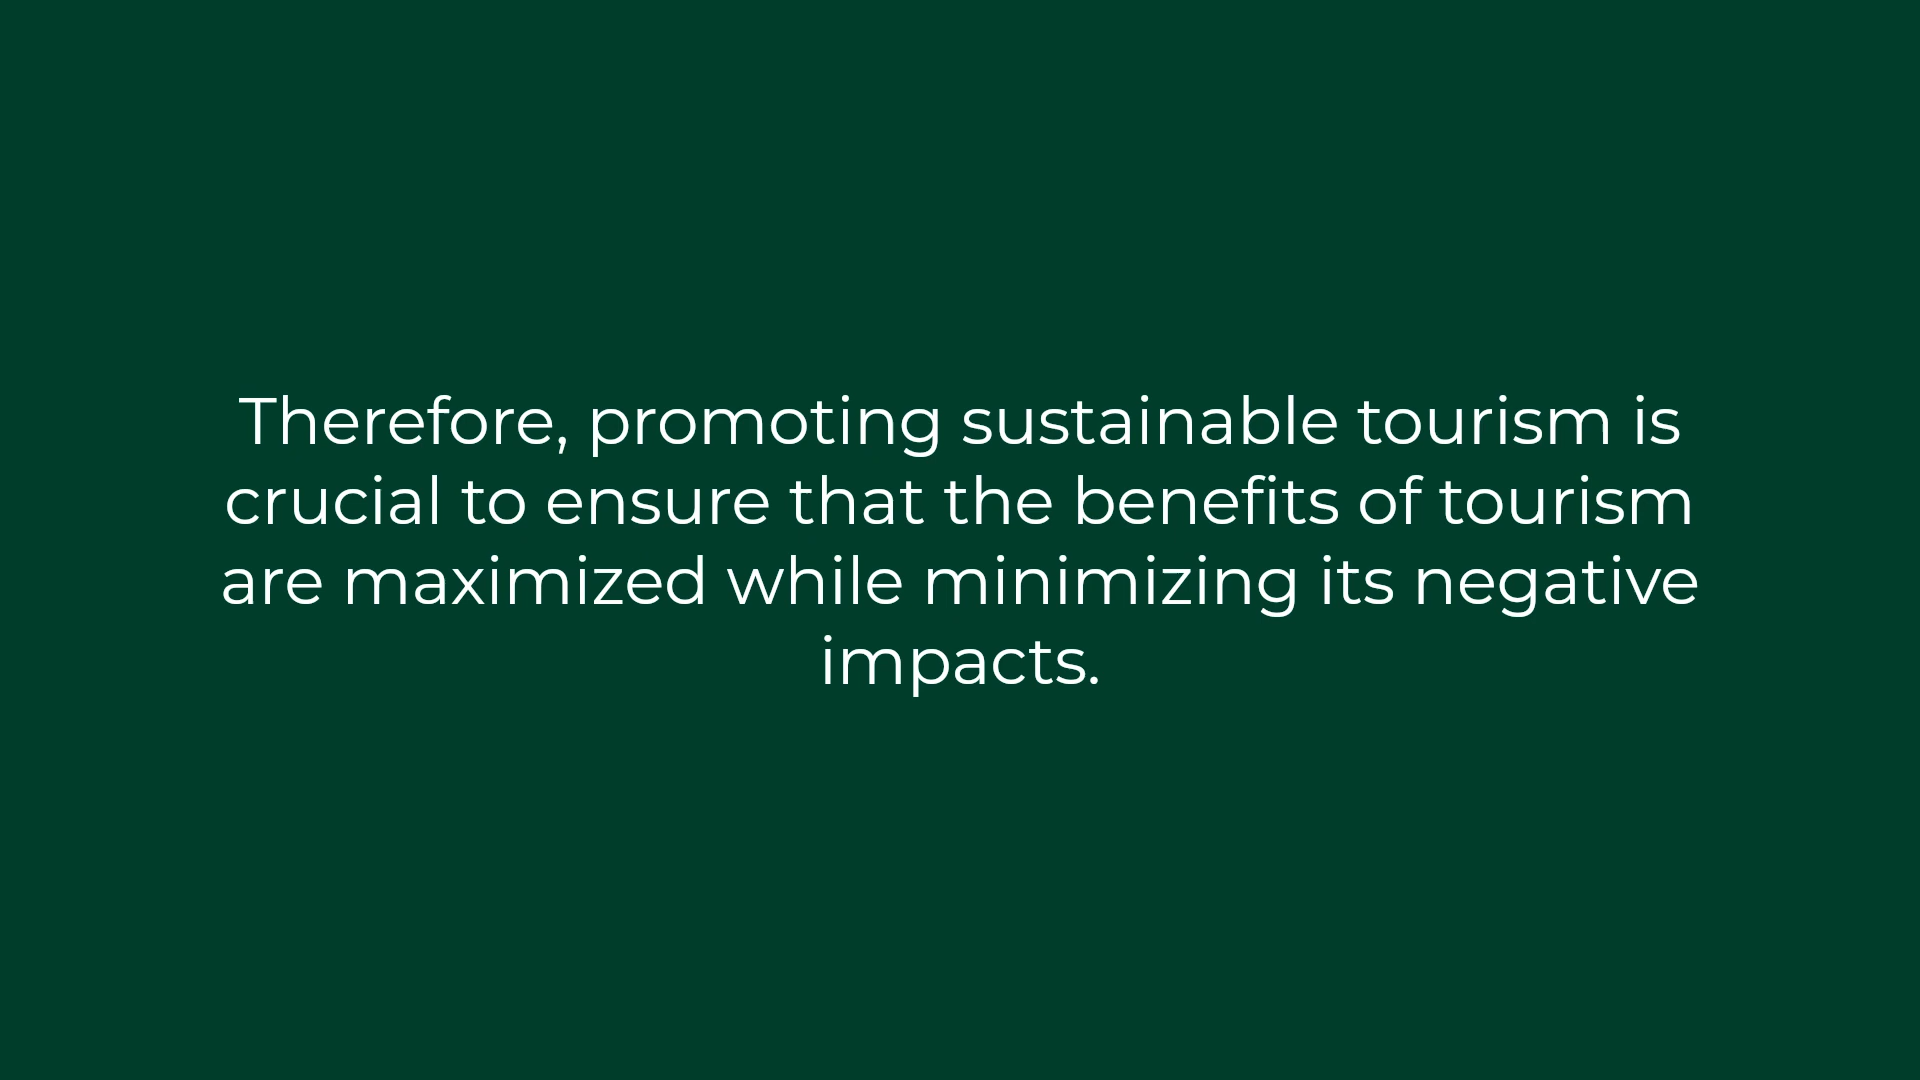 Therefore, promoting sustainable tourism is
crucial to ensure that the benefits of tourism
are maximized while minimizing its negative
impacts.